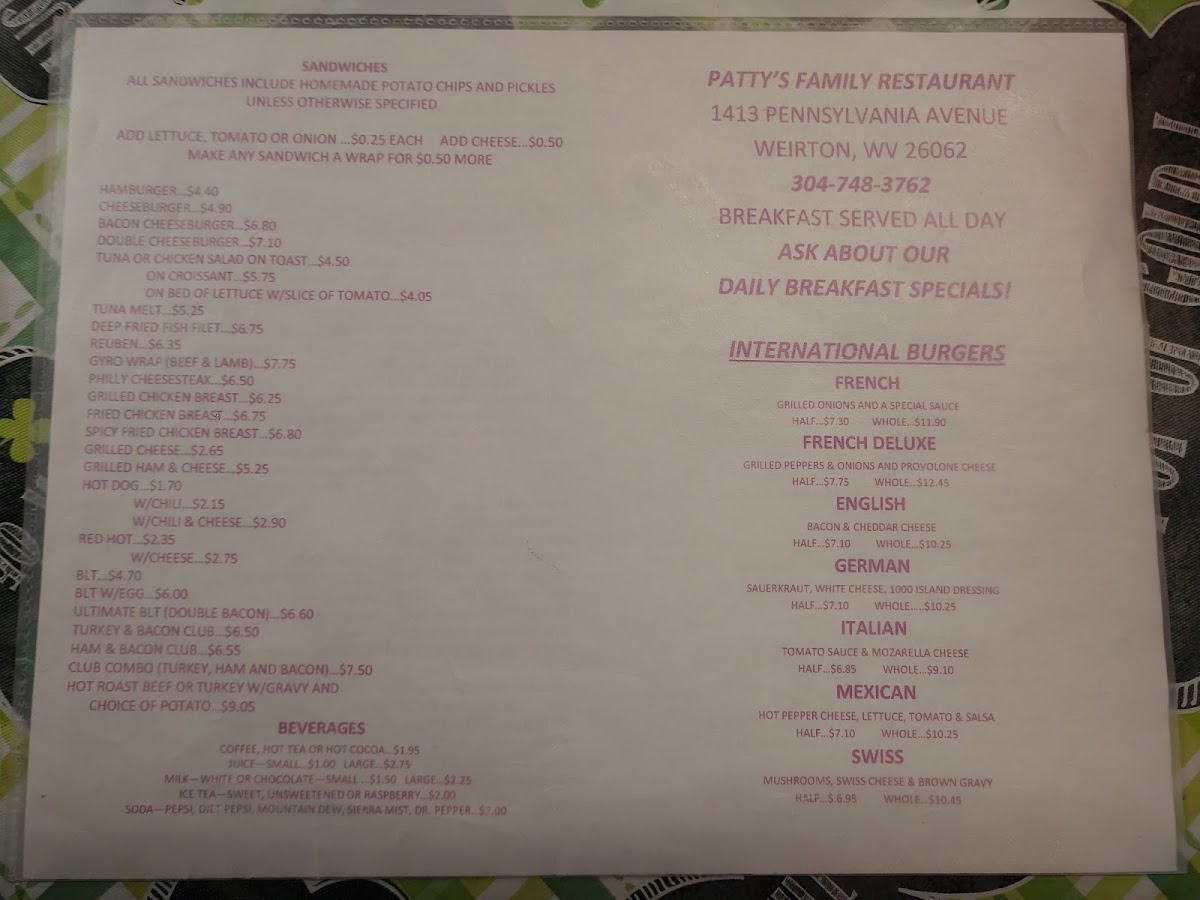 SANDWICHES
ALL SANDWICHES INCLUDE HOMEMADE POTATO CHIPS AND PICKLES
UNLESS OTHERWISE SPECIFIED
ADD LETTUCE, TOMATO OR ONION ...$0.25 EACH ADD CHEESE...$0.50
MAKE ANY SANDWICH A WRAP FOR $0.50 MORE
HAMBURGER...$4.40
CHEESEBURGER...$4.90
BACON CHEESEBURGER...$6.80
DOUBLE CHEESEBURGER...$7.10
TUNA OR CHICKEN SALAD ON TOAST...$4.50
ON CROISSANT...$5.75
ON BED OF LETTUCE W/SLICE OF TOMATO...$4.05
TUNA MELT...$5.25
DEEP FRIED FISH FILET...$6.75
REUBEN...$6.35
GYRO WRAP (BEEF & LAMB)...$7.75
PHILLY CHEESESTEAK...$6.50
GRILLED CHICKEN BREAST...$6.25
FRIED CHICKEN BREAST...$6.75
SPICY FRIED CHICKEN BREAST...$6.80
GRILLED CHEESE...$2.65
GRILLED HAM & CHEESE...$5.25
HOT DOG...$1.70
W/CHILI...$2.15
W/CHILI & CHEESE...$2.90
RED HOT...$2.35
W/CHEESE...$2.75
BLT...$4.70
BLT W/EGG...$6.00
ULTIMATE BLT (DOUBLE BACON)...$6.60
TURKEY & BACON CLUB...$6.50
HAM & BACON CLUB...$6.55
CLUB COMBO (TURKEY, HAM AND BACON)...$7.50
HOT ROAST BEEF OR TURKEY W/GRAVY AND
CHOICE OF POTATO...$9.05
BEVERAGES
COFFEE, HOT TEA OR HOT COCOA...$1.95
JUICE—SMALL...$1.00 LARGE...$2.75
MILK—WHITE OR CHOCOLATE—SMALL...$1.50 LARGE...$2.25
ICE TEA—SWEET, UNSWEETENED OR RASPBERRY...$2.00
SODA—PEPSI, DIET PEPSI, MOUNTAIN DEW, SIERRA MIST, DR. PEPPER...$2.00
PATTY'S FAMILY RESTAURANT
1413 PENNSYLVANIA AVENUE
WEIRTON, WV 26062
304-748-3762
BREAKFAST SERVED ALL DAY
ASK ABOUT OUR
DAILY BREAKFAST SPECIALS!
INTERNATIONAL BURGERS
FRENCH
GRILLED ONIONS AND A SPECIAL SAUCE
HALF...$7.30 WHOLE...$11.90
FRENCH DELUXE
GRILLED PEPPERS & ONIONS AND PROVOLONE CHEESE
HALF...$7.75 WHOLE...$12.45
ENGLISH
BACON & CHEDDAR CHEESE
HALF...$7.10 WHOLE...$10.25
GERMAN
SAUERKRAUT, WHITE CHEESE, 1000 ISLAND DRESSING
HALF...$7.10 WHOLE.....$10.25
ITALIAN
TOMATO SAUCE & MOZARELLA CHEESE
HALF...$6.85 WHOLE...$9.10
MEXICAN
HOT PEPPER CHEESE, LETTUCE, TOMATO & SALSA
HALF...$7.10 WHOLE...$10.25
SWISS
MUSHROOMS, SWISS CHEESE & BROWN GRAVY
HALF...$.6.95 WHOLE...$10.45